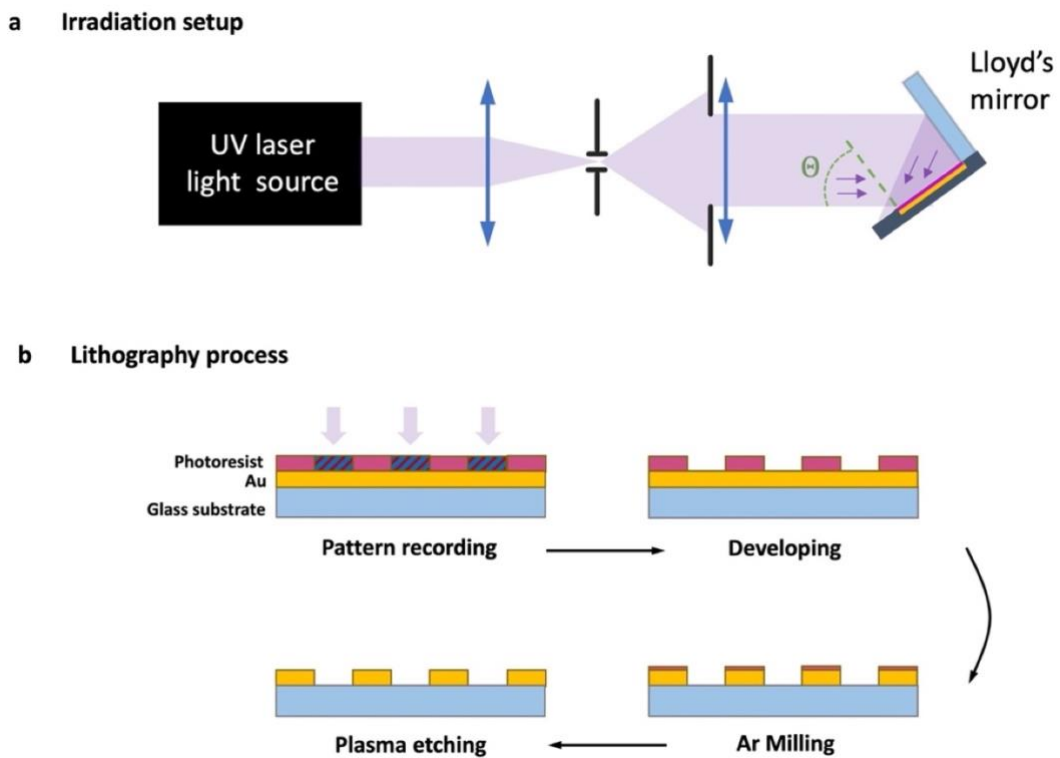 a Irradiation setup
Lloyd's
mirror
UV laser
light source
Θ
b Lithography process
Photoresist
Au
Glass substrate
Pattern recording
Developing
Plasma etching
Ar Milling